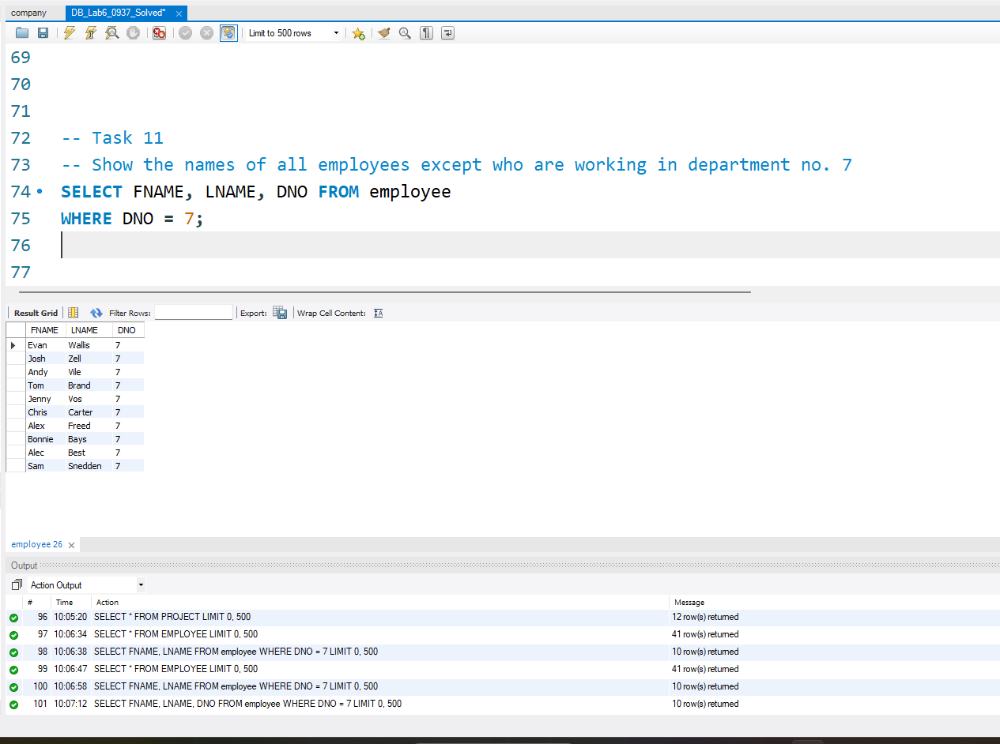 company DB_Lab6_0937_Solved*
Limit to 500 rows
69
70
71
72 -- Task 11
73 -- Show the names of all employees except who are working in department no. 7
74 SELECT FNAME, LNAME, DNO FROM employee
75 WHERE DNO = 7;
76
77
Result Grid Filter Rows: Export: Wrap Cell Content:
FNAME LNAME DNO
Evan Wallis 7
Josh Zell 7
Andy Vile 7
Tom Brand 7
Jenny Vos 7
Chris Carter 7
Alex Freed 7
Bonnie Bays 7
Alec Best 7
Sam Snedden 7
employee 26
Output
Action Output
# Time Action Message
96 10:05:20 SELECT * FROM PROJECT LIMIT 0, 500 12 row(s) returned
97 10:06:34 SELECT * FROM EMPLOYEE LIMIT 0, 500 41 row(s) returned
98 10:06:38 SELECT FNAME, LNAME FROM employee WHERE DNO = 7 LIMIT 0, 500 10 row(s) returned
99 10:06:47 SELECT * FROM EMPLOYEE LIMIT 0, 500 41 row(s) returned
100 10:06:58 SELECT FNAME, LNAME FROM employee WHERE DNO = 7 LIMIT 0, 500 10 row(s) returned
101 10:07:12 SELECT FNAME, LNAME, DNO FROM employee WHERE DNO = 7 LIMIT 0, 500 10 row(s) returned